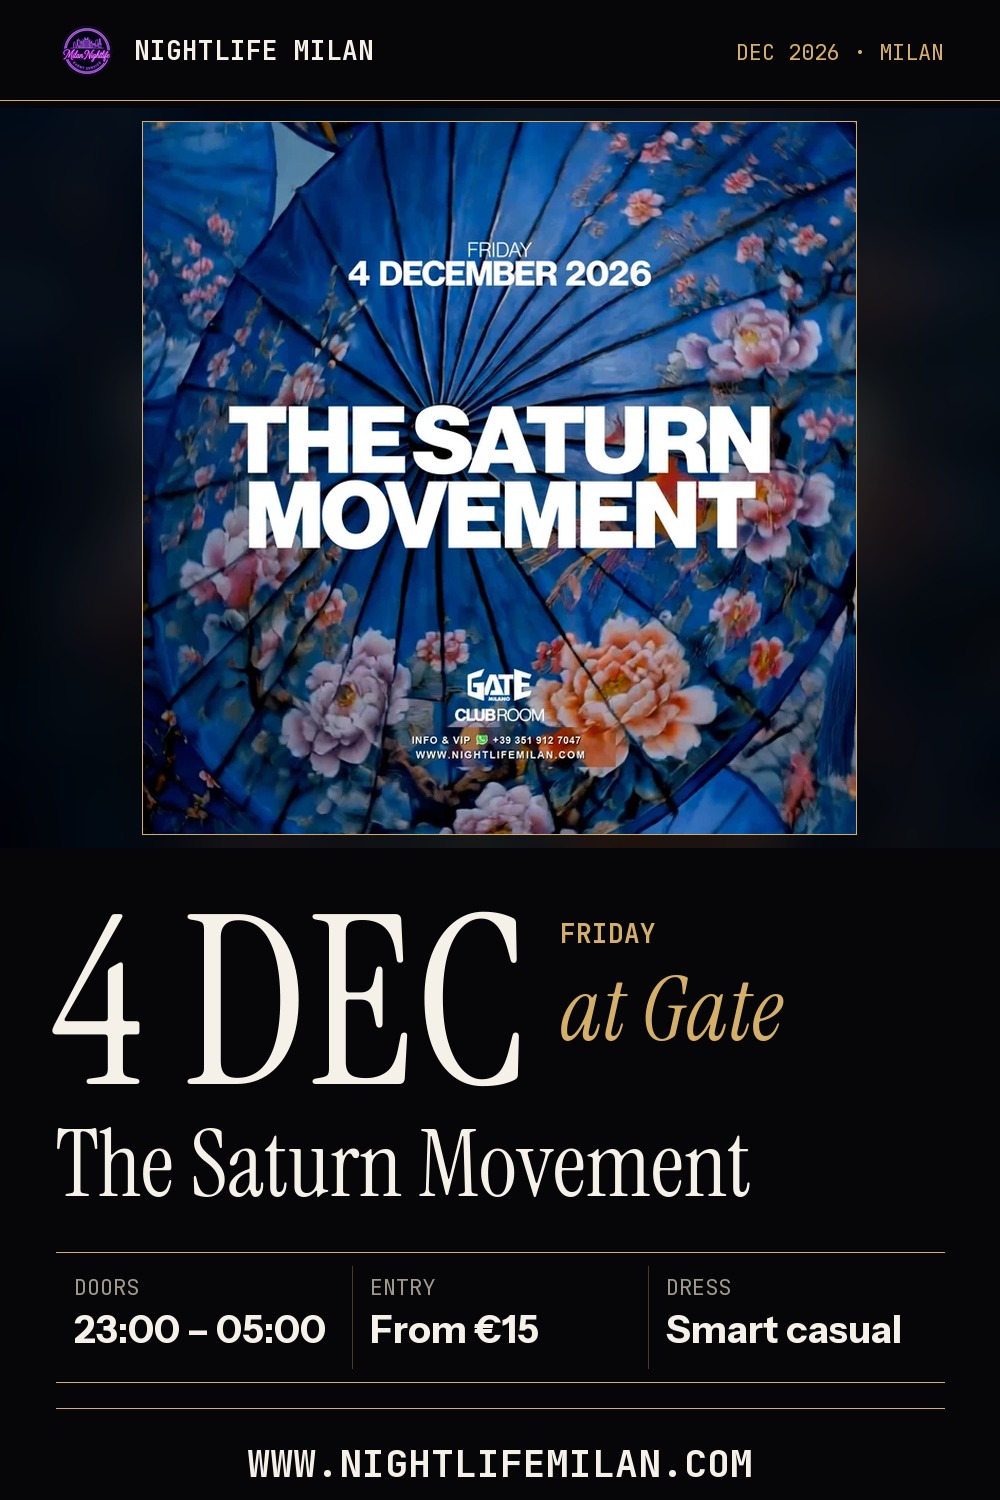 Milan Nightlife
NIGHTLIFE MILAN
DEC 2026 · MILAN
FRIDAY
4 DECEMBER 2026
THE SATURN
MOVEMENT
GATE
MILANO
CLUBROOM
INFO & VIP +39 351 912 7047
WWW.NIGHTLIFEMILAN.COM
4 DEC
FRIDAY
at Gate
The Saturn Movement
DOORS
23:00 – 05:00
ENTRY
From €15
DRESS
Smart casual
WWW.NIGHTLIFEMILAN.COM